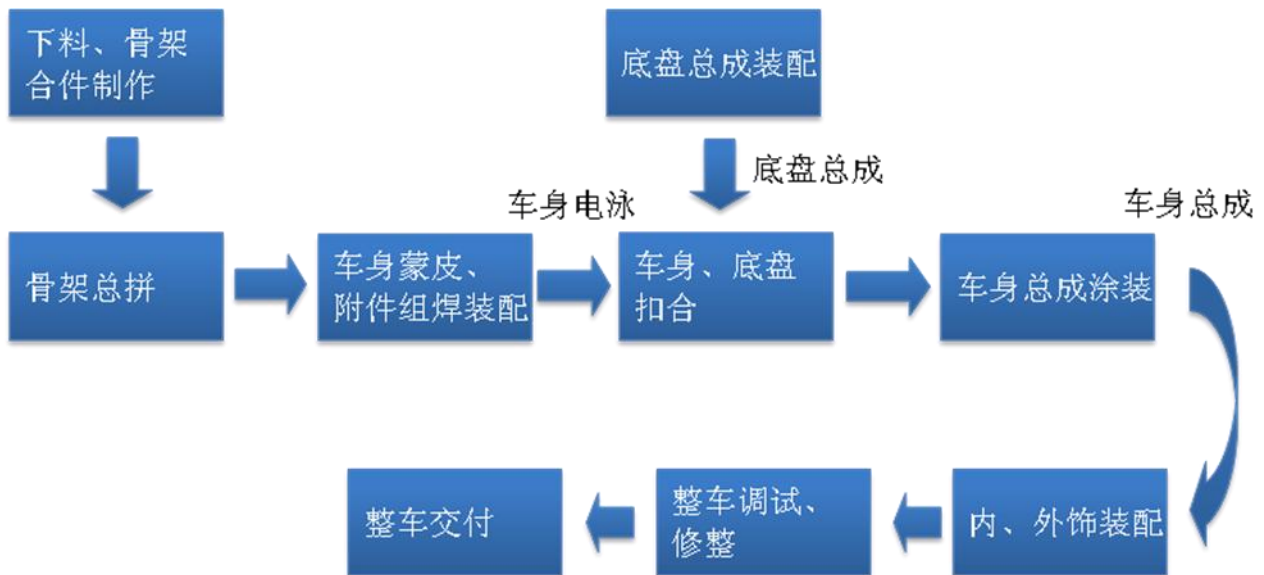 下料、骨架
合件制作
底盘总成装配
底盘总成
车身电泳
车身总成
骨架总拼
车身蒙皮、
附件组焊装配
车身、底盘
扣合
车身总成涂装
整车交付
整车调试、
修整
内、外饰装配